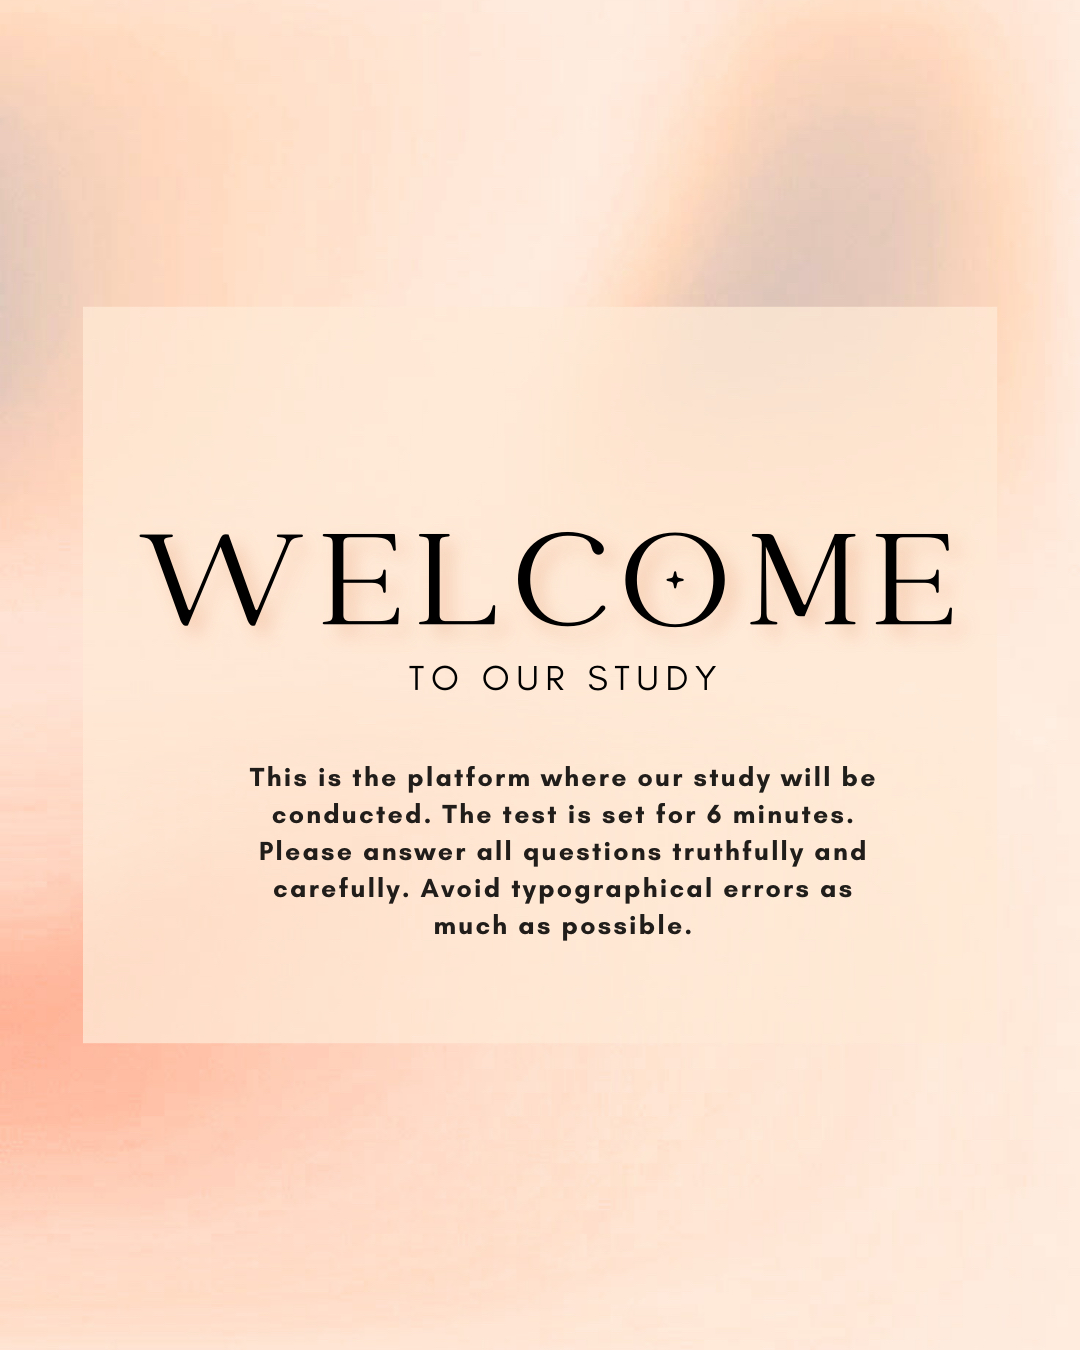 WELCOME
TO OUR STUDY
This is the platform where our study will be
conducted. The test is set for 6 minutes.
Please answer all questions truthfully and
carefully. Avoid typographical errors as
much as possible.